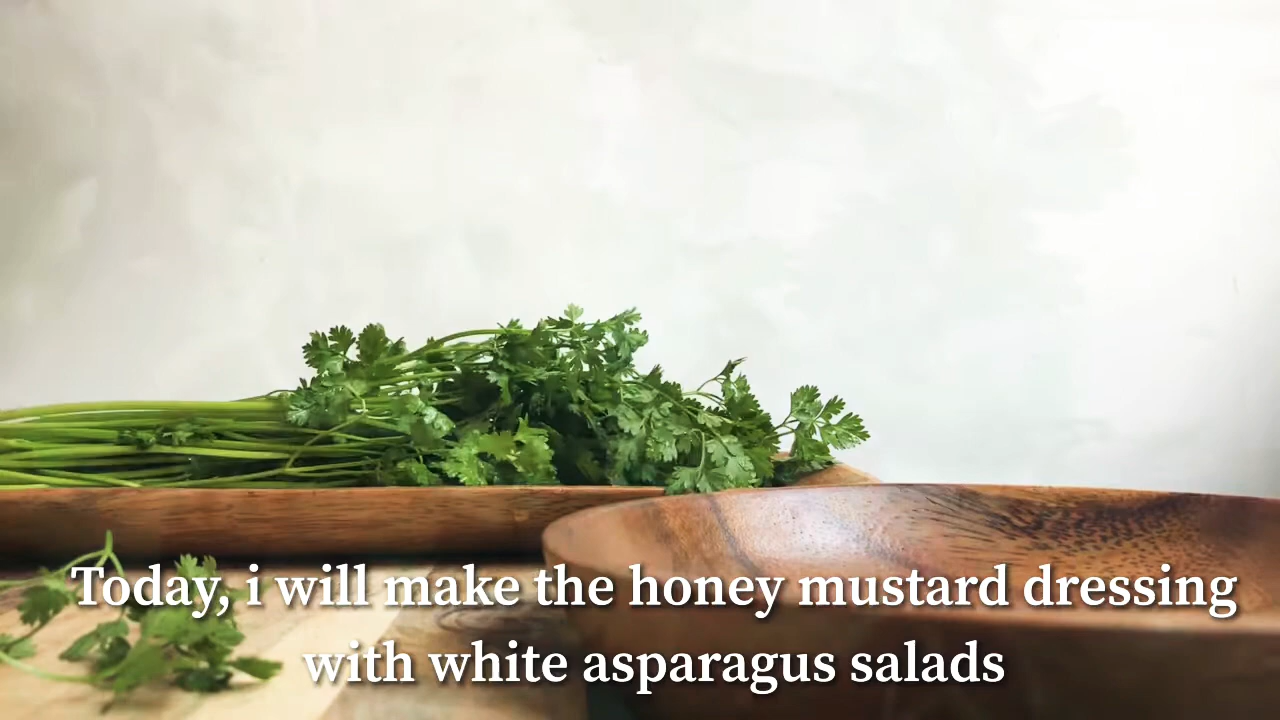 Today, i will make the honey mustard dressing
with white asparagus salads